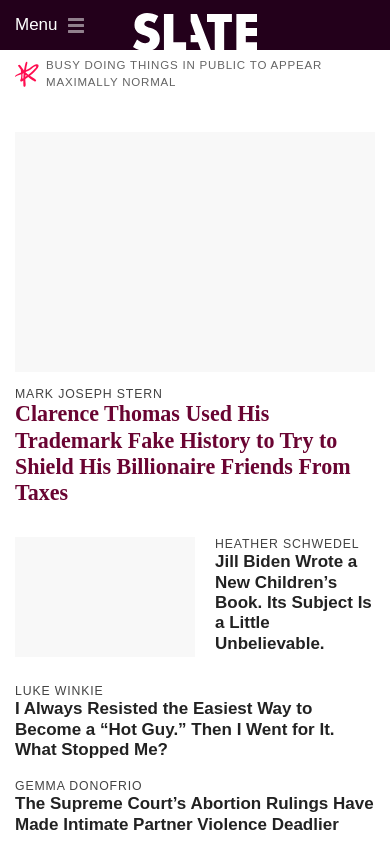 Menu
SLATE
BUSY DOING THINGS IN PUBLIC TO APPEAR
MAXIMALLY NORMAL
MARK JOSEPH STERN
Clarence Thomas Used His
Trademark Fake History to Try to
Shield His Billionaire Friends From
Taxes
HEATHER SCHWEDEL
Jill Biden Wrote a
New Children’s
Book. Its Subject Is
a Little
Unbelievable.
LUKE WINKIE
I Always Resisted the Easiest Way to
Become a “Hot Guy.” Then I Went for It.
What Stopped Me?
GEMMA DONOFRIO
The Supreme Court’s Abortion Rulings Have
Made Intimate Partner Violence Deadlier